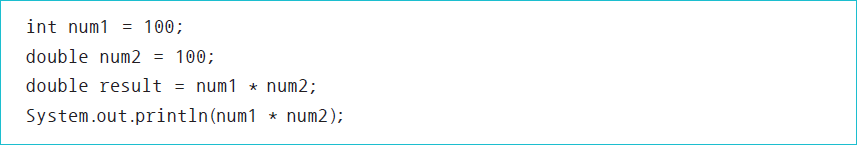 int num1 = 100;
double num2 = 100;
double result = num1 * num2;
System.out.println(num1 * num2);